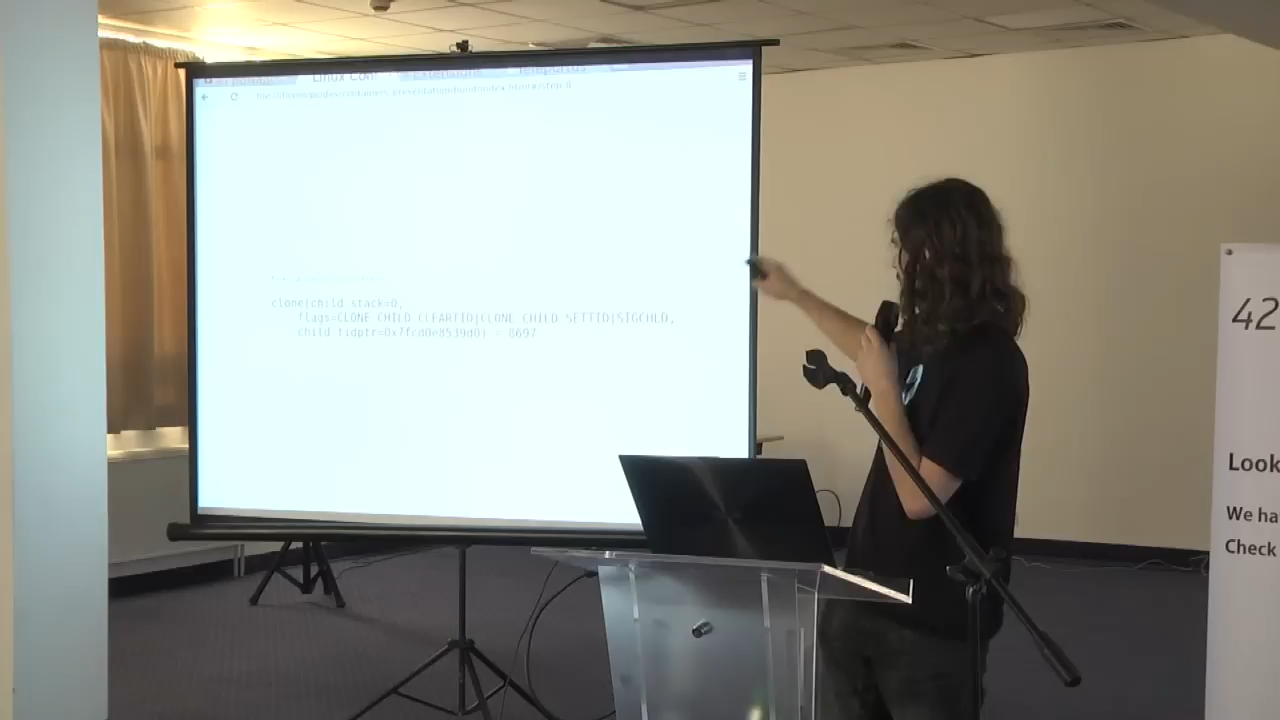 Linux Con
Extensions
clone(child_stack=0,
flags=CLONE_CHILD_CLEARTID|CLONE_CHILD_SETTID|SIGCHLD,
child_tidptr=0x7fcd0e8539d0) = 8697
42
Look
We ha
Check